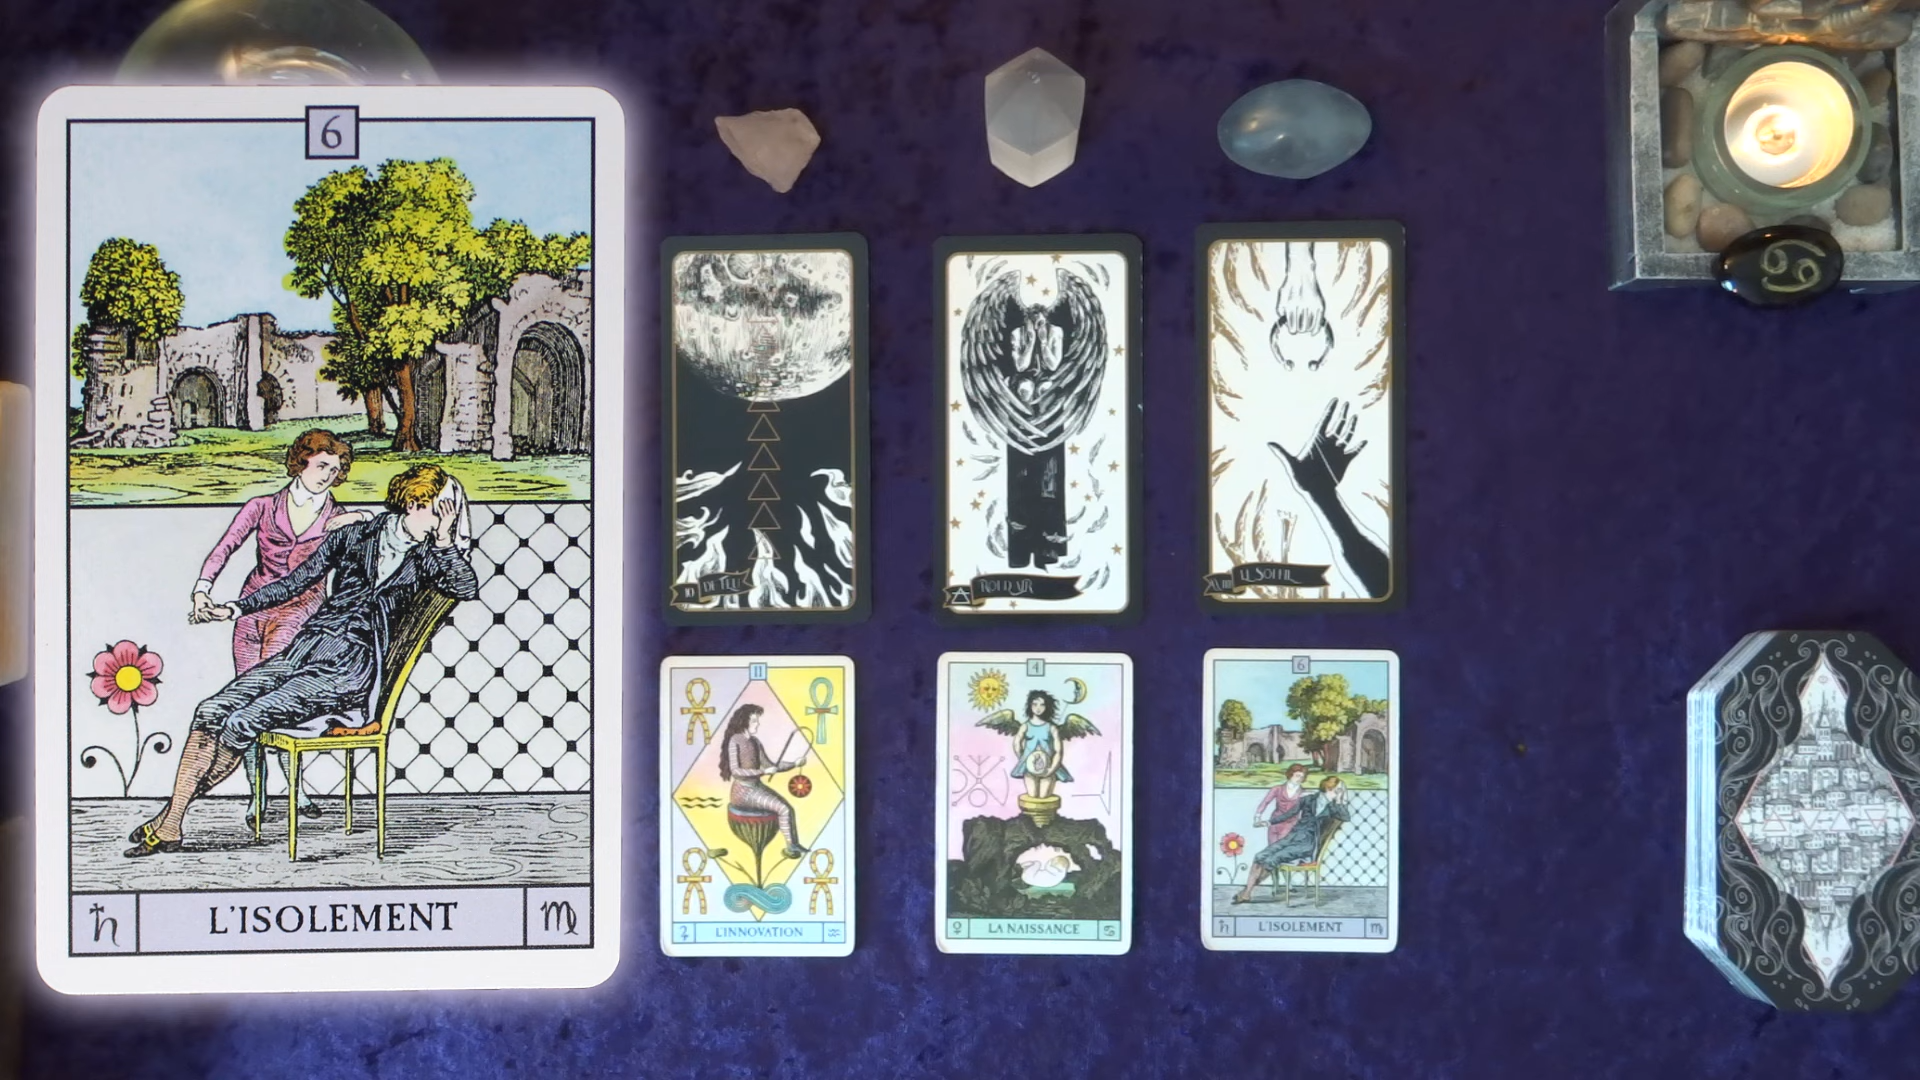 6
L'ISOLEMENT
10 DE FEU
ROI D'AIR
LE SOLEIL
11
L'INNOVATION
4
LA NAISSANCE
6
L'ISOLEMENT